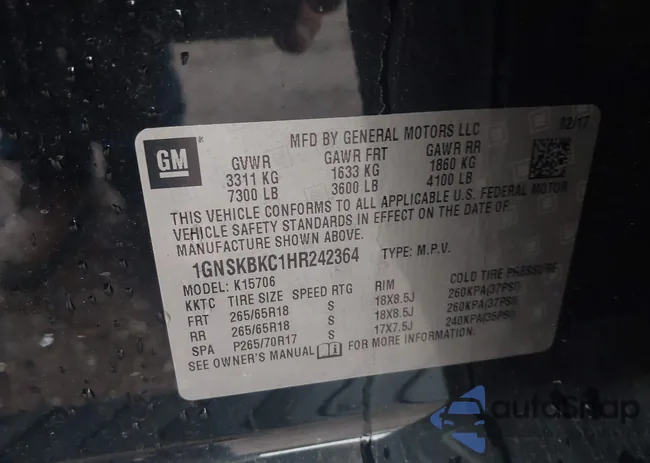 GM
MFD BY GENERAL MOTORS LLC
02/17
GVWR GAWR FRT GAWR RR
3311 KG 1633 KG 1860 KG
7300 LB 3600 LB 4100 LB
THIS VEHICLE CONFORMS TO ALL APPLICABLE U.S. FEDERAL MOTOR
VEHICLE SAFETY STANDARDS IN EFFECT ON THE DATE OF
MANUFACTURE SHOWN ABOVE.
1GNSKBKC1HR242364 TYPE: M.P.V.
MODEL: K15706
KKTC TIRE SIZE SPEED RTG RIM COLD TIRE PRESSURE
FRT 265/65R18 S 18X8.5J 260KPA(37PSI)
RR 265/65R18 S 18X8.5J 260KPA(37PSI)
SPA P265/70R17 S 17X7.5J 240KPA(35PSI)
SEE OWNER'S MANUAL FOR MORE INFORMATION.
autoSnap